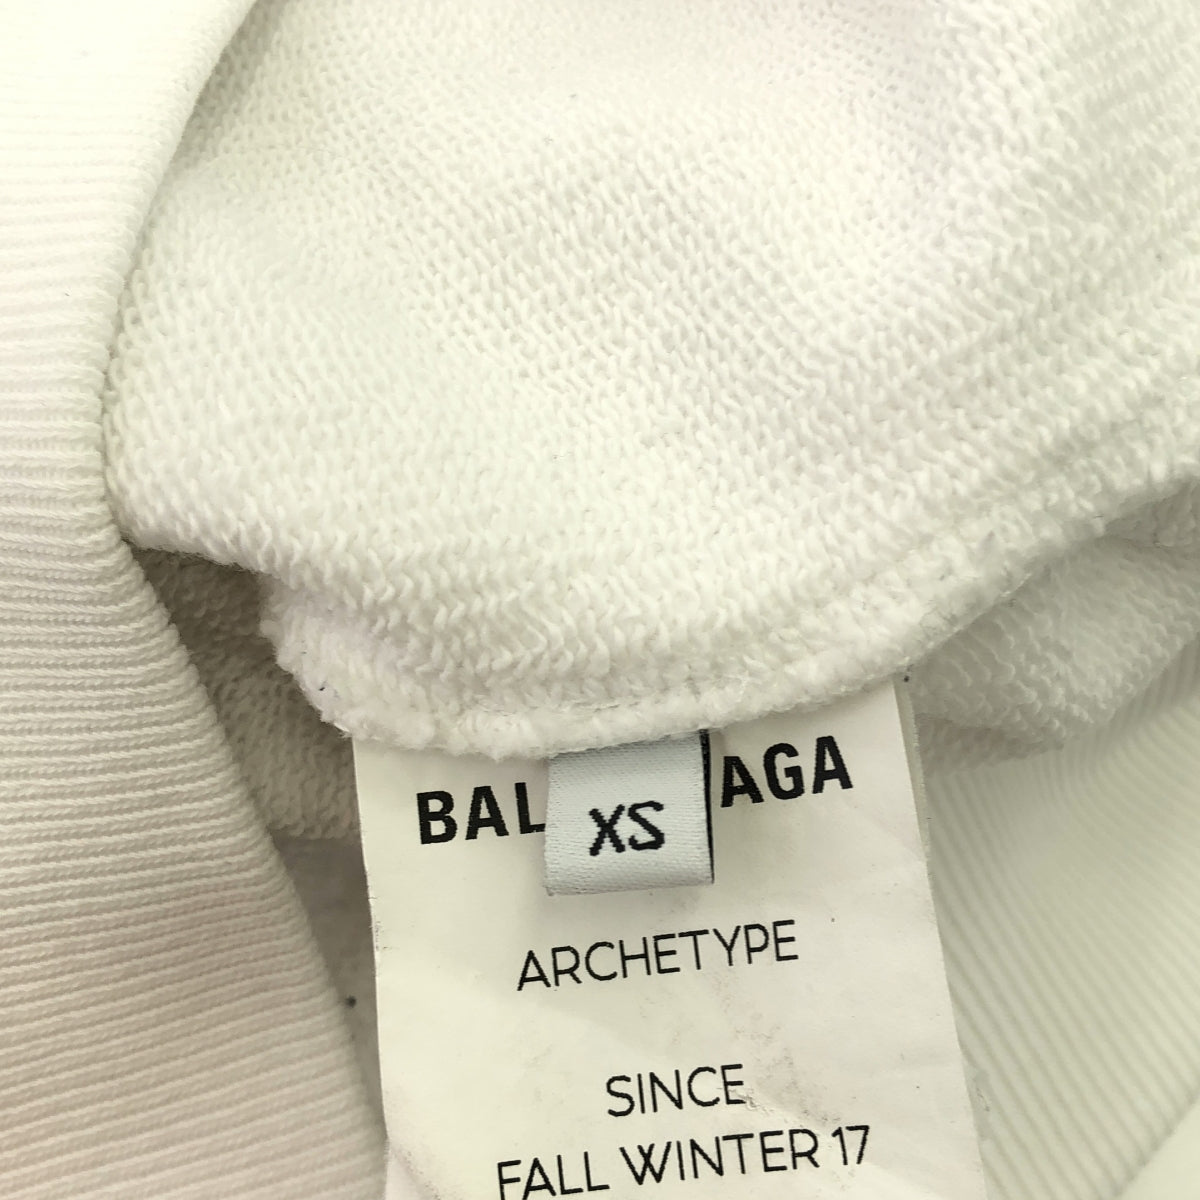 BAL AGA
XS
ARCHETYPE
SINCE
FALL WINTER 17